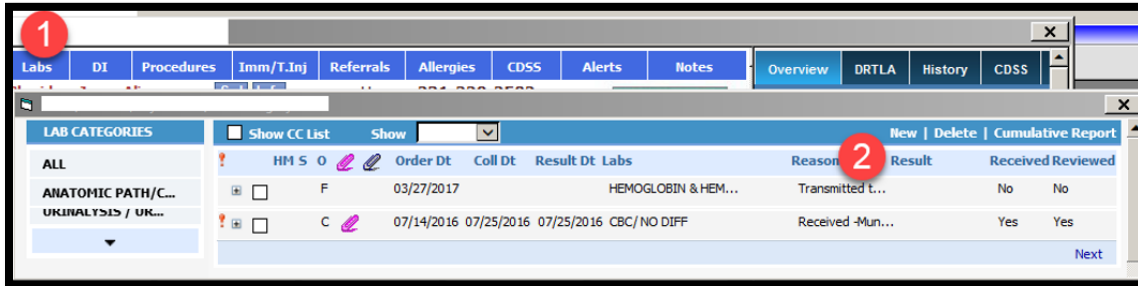 1
Labs DI Procedures Imm/T.Inj Referrals Allergies CDSS Alerts Notes Overview DRTLA History CDSS
LAB CATEGORIES Show CC List Show New | Delete | Cumulative Report
ALL ! HM S O Order Dt Coll Dt Result Dt Labs Reason 2 Result Received Reviewed
ANATOMIC PATH/C... F 03/27/2017 HEMOGLOBIN & HEM... Transmitted t... No No
URINALYSIS / UR... ! C 07/14/2016 07/25/2016 07/25/2016 CBC/ NO DIFF Received -Mun... Yes Yes
Next